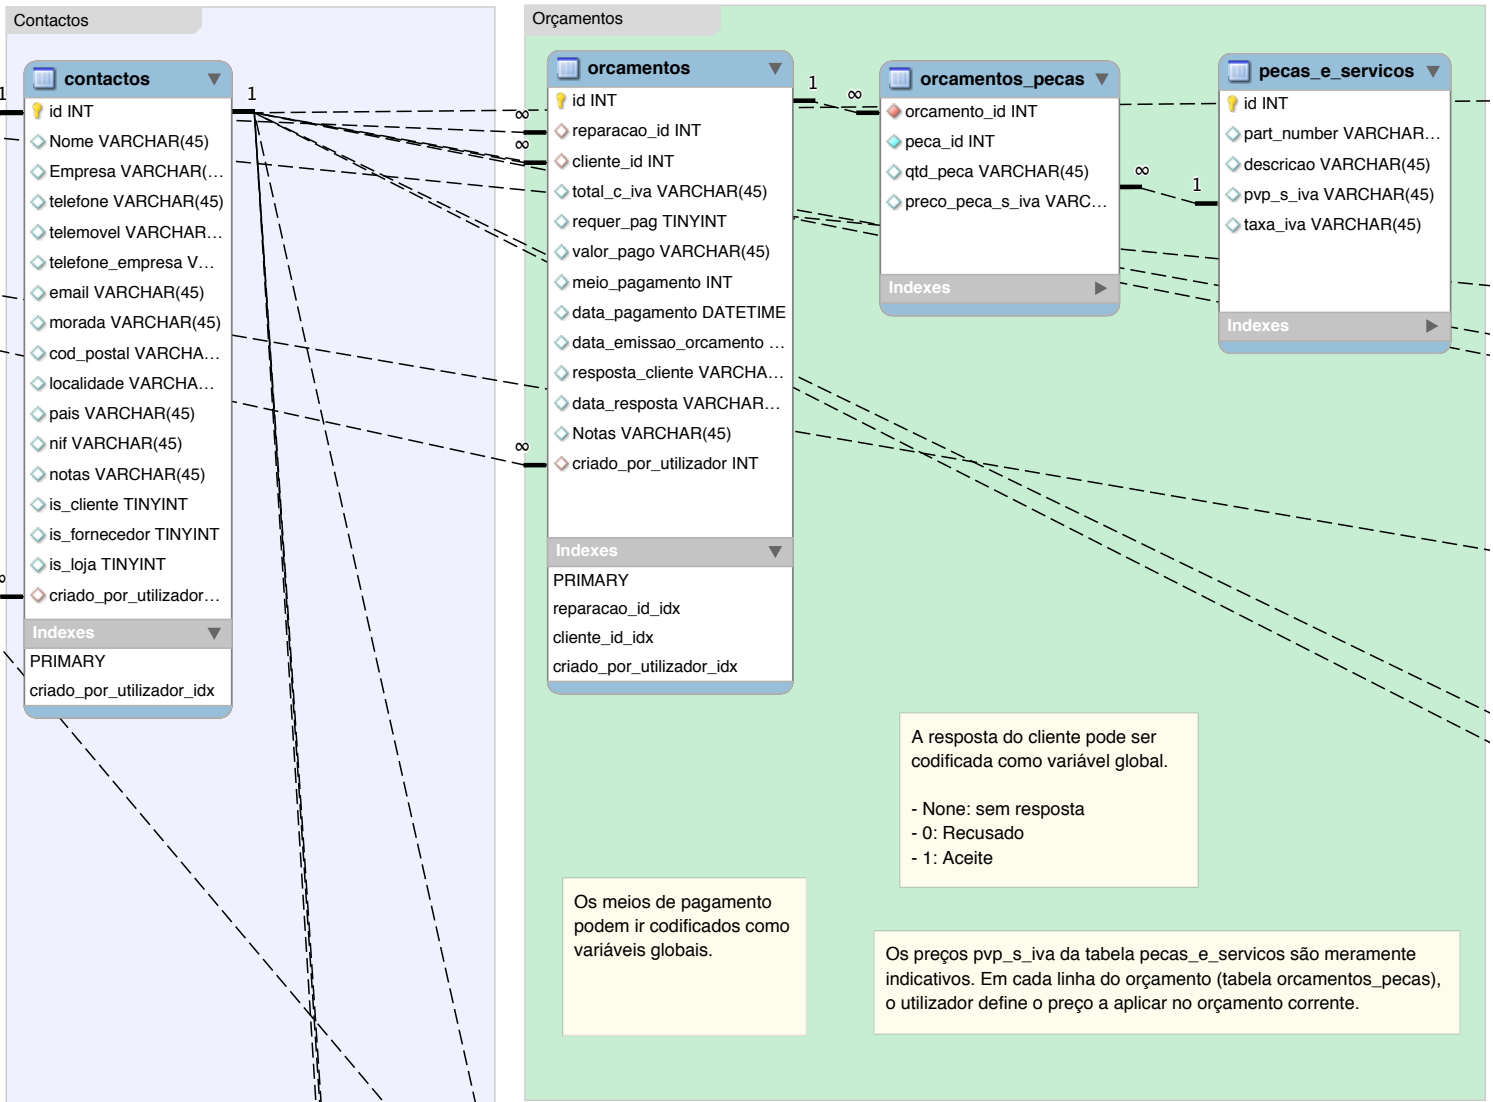 Contactos
contactos
1
id INT
Nome VARCHAR(45)
Empresa VARCHAR(...
telefone VARCHAR(45)
telemovel VARCHAR...
telefone_empresa V...
email VARCHAR(45)
morada VARCHAR(45)
cod_postal VARCHA...
localidade VARCHA...
pais VARCHAR(45)
nif VARCHAR(45)
notas VARCHAR(45)
is_cliente TINYINT
is_fornecedor TINYINT
is_loja TINYINT
∞
criado_por_utilizador...
Indexes
PRIMARY
criado_por_utilizador_idx
1
Orçamentos
orcamentos
id INT
∞
reparacao_id INT
∞
cliente_id INT
total_c_iva VARCHAR(45)
requer_pag TINYINT
valor_pago VARCHAR(45)
meio_pagamento INT
data_pagamento DATETIME
data_emissao_orcamento ...
resposta_cliente VARCHA...
data_resposta VARCHAR...
Notas VARCHAR(45)
∞
criado_por_utilizador INT
Indexes
PRIMARY
reparacao_id_idx
cliente_id_idx
criado_por_utilizador_idx
1
∞
orcamentos_pecas
orcamento_id INT
peca_id INT
qtd_peca VARCHAR(45)
preco_peca_s_iva VARC...
Indexes
∞
1
pecas_e_servicos
id INT
part_number VARCHAR...
descricao VARCHAR(45)
pvp_s_iva VARCHAR(45)
taxa_iva VARCHAR(45)
Indexes
A resposta do cliente pode ser
codificada como variável global.
- None: sem resposta
- 0: Recusado
- 1: Aceite
Os meios de pagamento
podem ir codificados como
variáveis globais.
Os preços pvp_s_iva da tabela pecas_e_servicos são meramente
indicativos. Em cada linha do orçamento (tabela orcamentos_pecas),
o utilizador define o preço a aplicar no orçamento corrente.